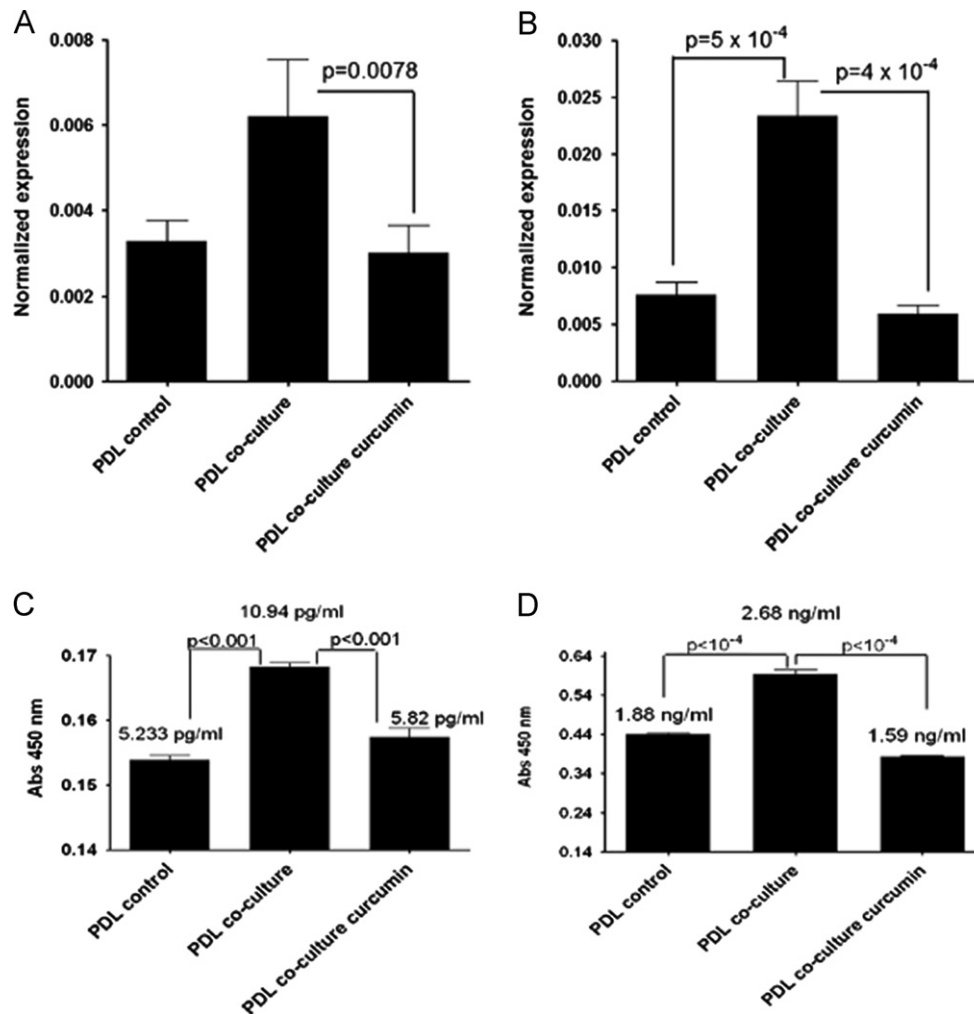 A
0.008
0.006
0.004
0.002
0.000
Normalized expression
p=0.0078
PDL control
PDL co-culture
PDL co-culture curcumin
B
0.030
0.025
0.020
0.015
0.010
0.005
0.000
Normalized expression
p=5 x 10⁻⁴
p=4 x 10⁻⁴
PDL control
PDL co-culture
PDL co-culture curcumin
C
10.94 pg/ml
p<0.001
p<0.001
0.17
0.16
0.15
0.14
Abs 450 nm
5.233 pg/ml
5.82 pg/ml
PDL control
PDL co-culture
PDL co-culture curcumin
D
2.68 ng/ml
p<10⁻⁴
p<10⁻⁴
0.64
0.54
0.44
0.34
0.24
0.14
Abs 450 nm
1.88 ng/ml
1.59 ng/ml
PDL control
PDL co-culture
PDL co-culture curcumin